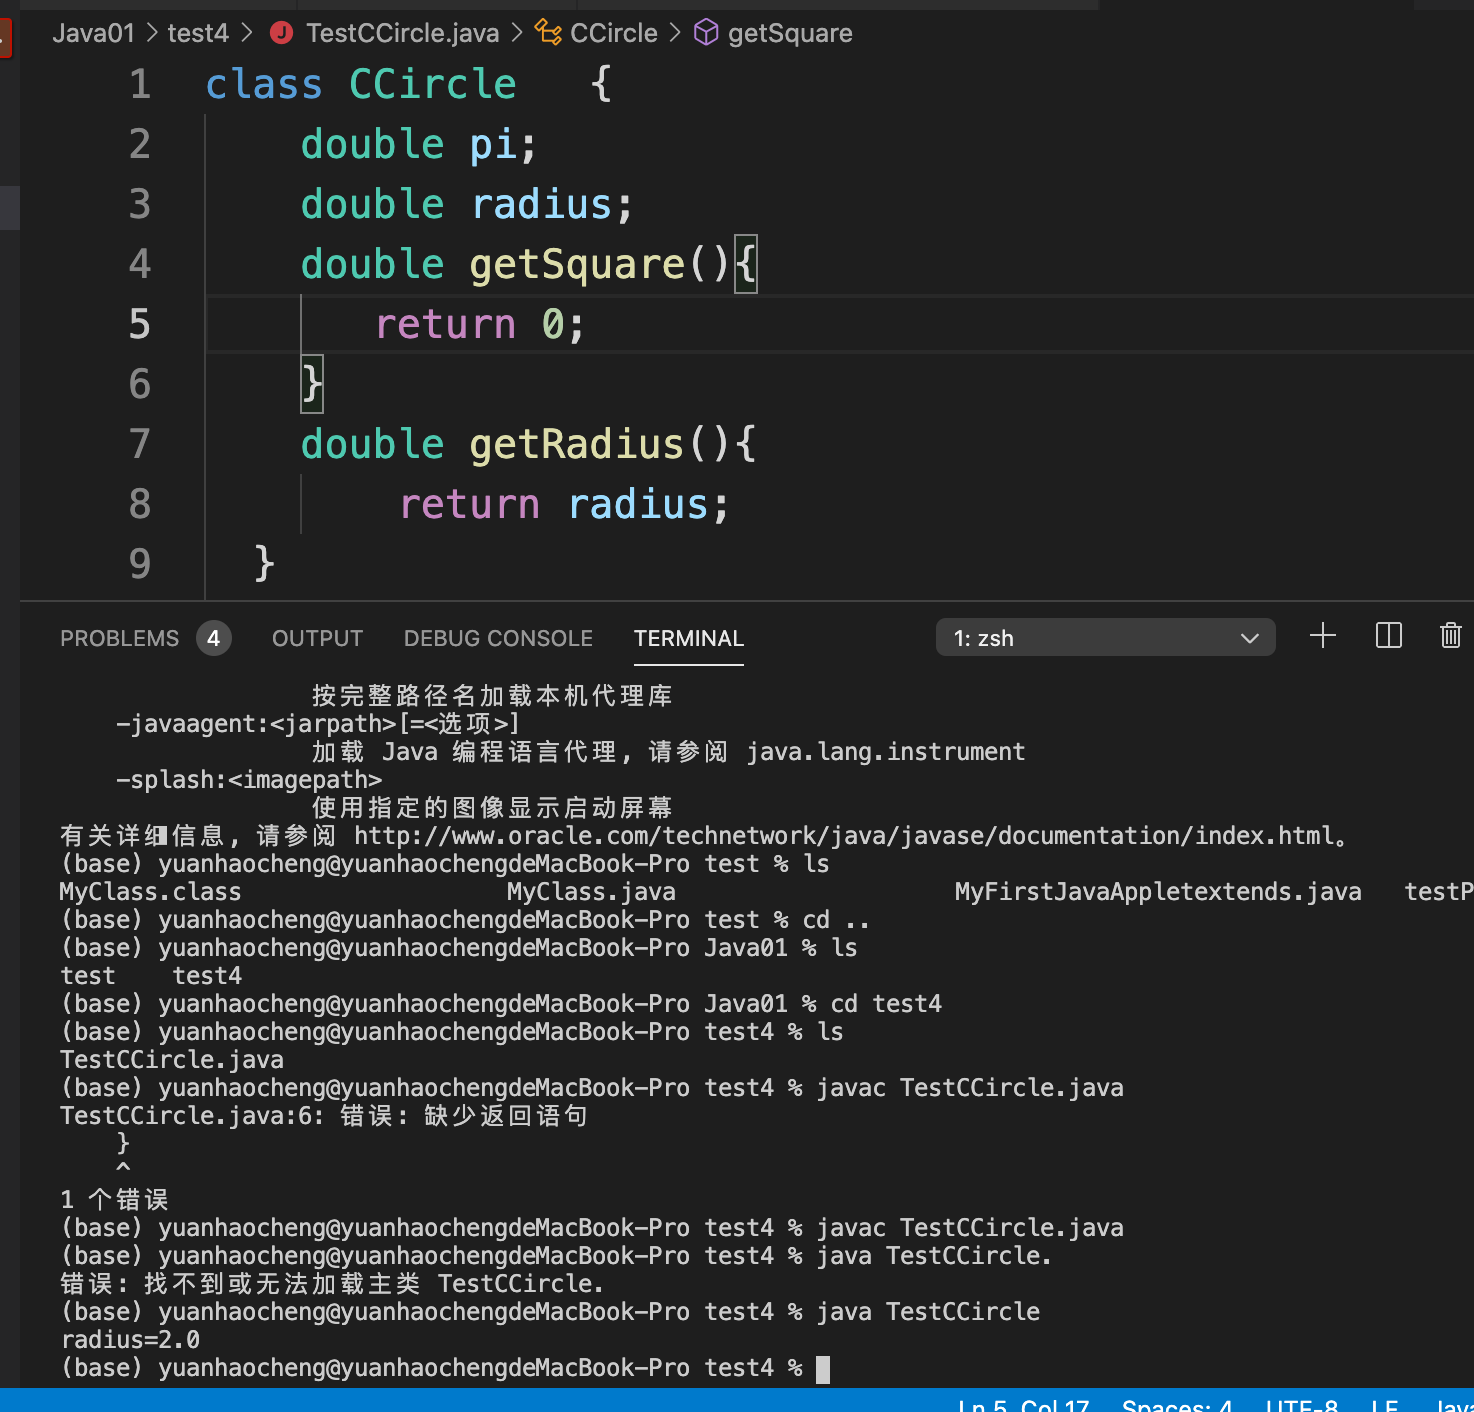 Java01 > test4 > J TestCCircle.java > CCircle > getSquare
1 class CCircle {
2 double pi;
3 double radius;
4 double getSquare(){
5 return 0;
6 }
7 double getRadius(){
8 return radius;
9 }
PROBLEMS 4 OUTPUT DEBUG CONSOLE TERMINAL 1: zsh
按完整路径名加载本机代理库
-javaagent:<jarpath>[=<选项>]
加载 Java 编程语言代理, 请参阅 java.lang.instrument
-splash:<imagepath>
使用指定的图像显示启动屏幕
有关详细信息, 请参阅 http://www.oracle.com/technetwork/java/javase/documentation/index.html。
(base) yuanhaocheng@yuanhaochengdeMacBook-Pro test % ls
MyClass.class MyClass.java MyFirstJavaAppletextends.java testP
(base) yuanhaocheng@yuanhaochengdeMacBook-Pro test % cd ..
(base) yuanhaocheng@yuanhaochengdeMacBook-Pro Java01 % ls
test test4
(base) yuanhaocheng@yuanhaochengdeMacBook-Pro Java01 % cd test4
(base) yuanhaocheng@yuanhaochengdeMacBook-Pro test4 % ls
TestCCircle.java
(base) yuanhaocheng@yuanhaochengdeMacBook-Pro test4 % javac TestCCircle.java
TestCCircle.java:6: 错误: 缺少返回语句
}
^
1 个错误
(base) yuanhaocheng@yuanhaochengdeMacBook-Pro test4 % javac TestCCircle.java
(base) yuanhaocheng@yuanhaochengdeMacBook-Pro test4 % java TestCCircle.
错误: 找不到或无法加载主类 TestCCircle.
(base) yuanhaocheng@yuanhaochengdeMacBook-Pro test4 % java TestCCircle
radius=2.0
(base) yuanhaocheng@yuanhaochengdeMacBook-Pro test4 %
Ln 5, Col 17 Spaces: 4 UTF-8 LF Java